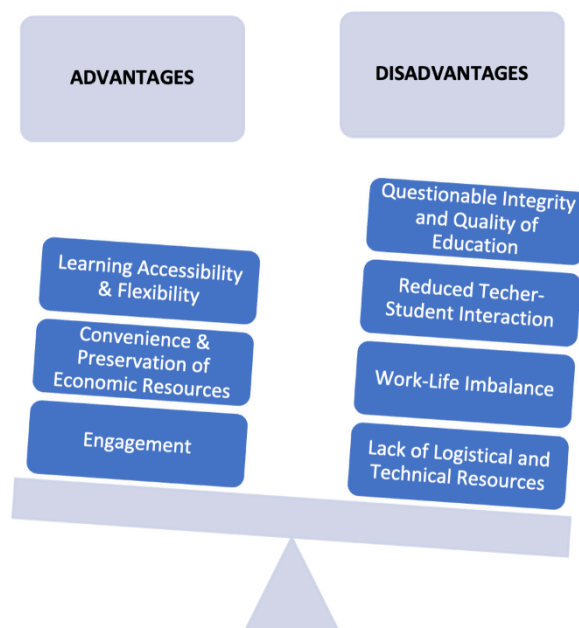 ADVANTAGES
DISADVANTAGES
Learning Accessibility
& Flexibility
Convenience &
Preservation of
Economic Resources
Engagement
Questionable Integrity
and Quality of
Education
Reduced Techer-
Student Interaction
Work-Life Imbalance
Lack of Logistical and
Technical Resources